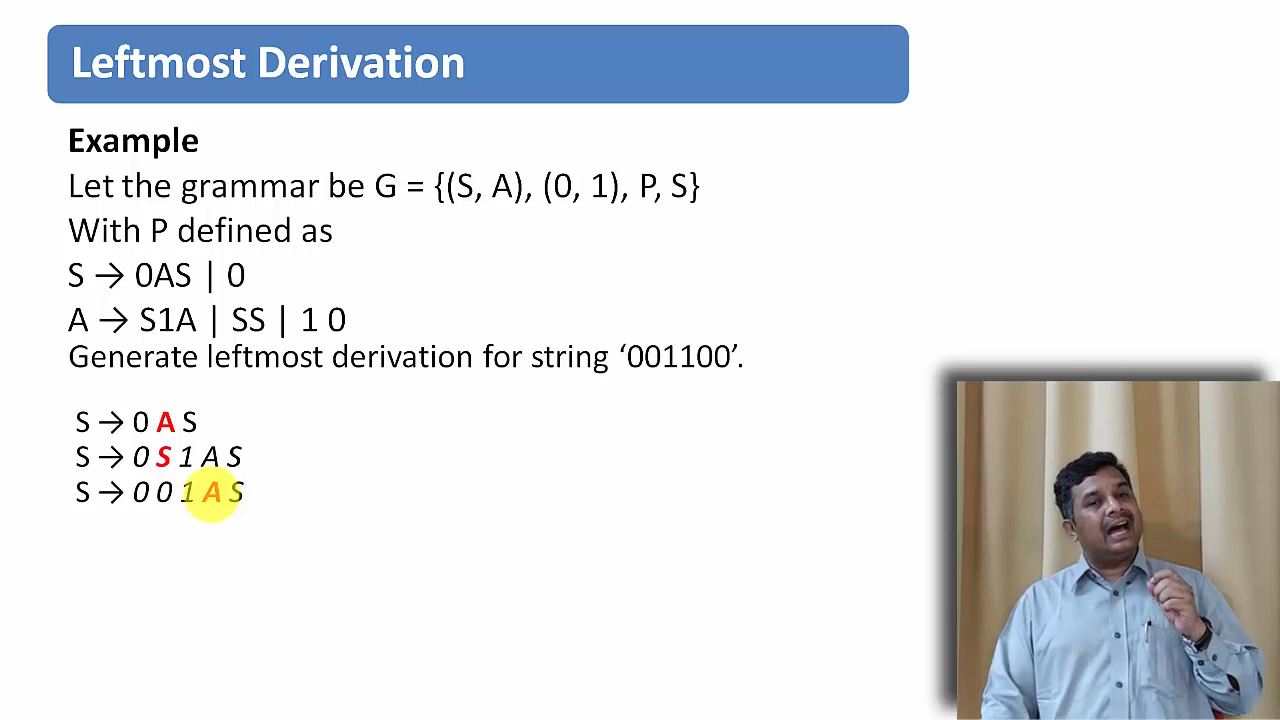 Leftmost Derivation
Example
Let the grammar be G = {(S, A), (0, 1), P, S}
With P defined as
S → 0AS | 0
A → S1A | SS | 1 0
Generate leftmost derivation for string ‘001100’.
S → 0 A S
S → 0 S 1 A S
S → 0 0 1 A S